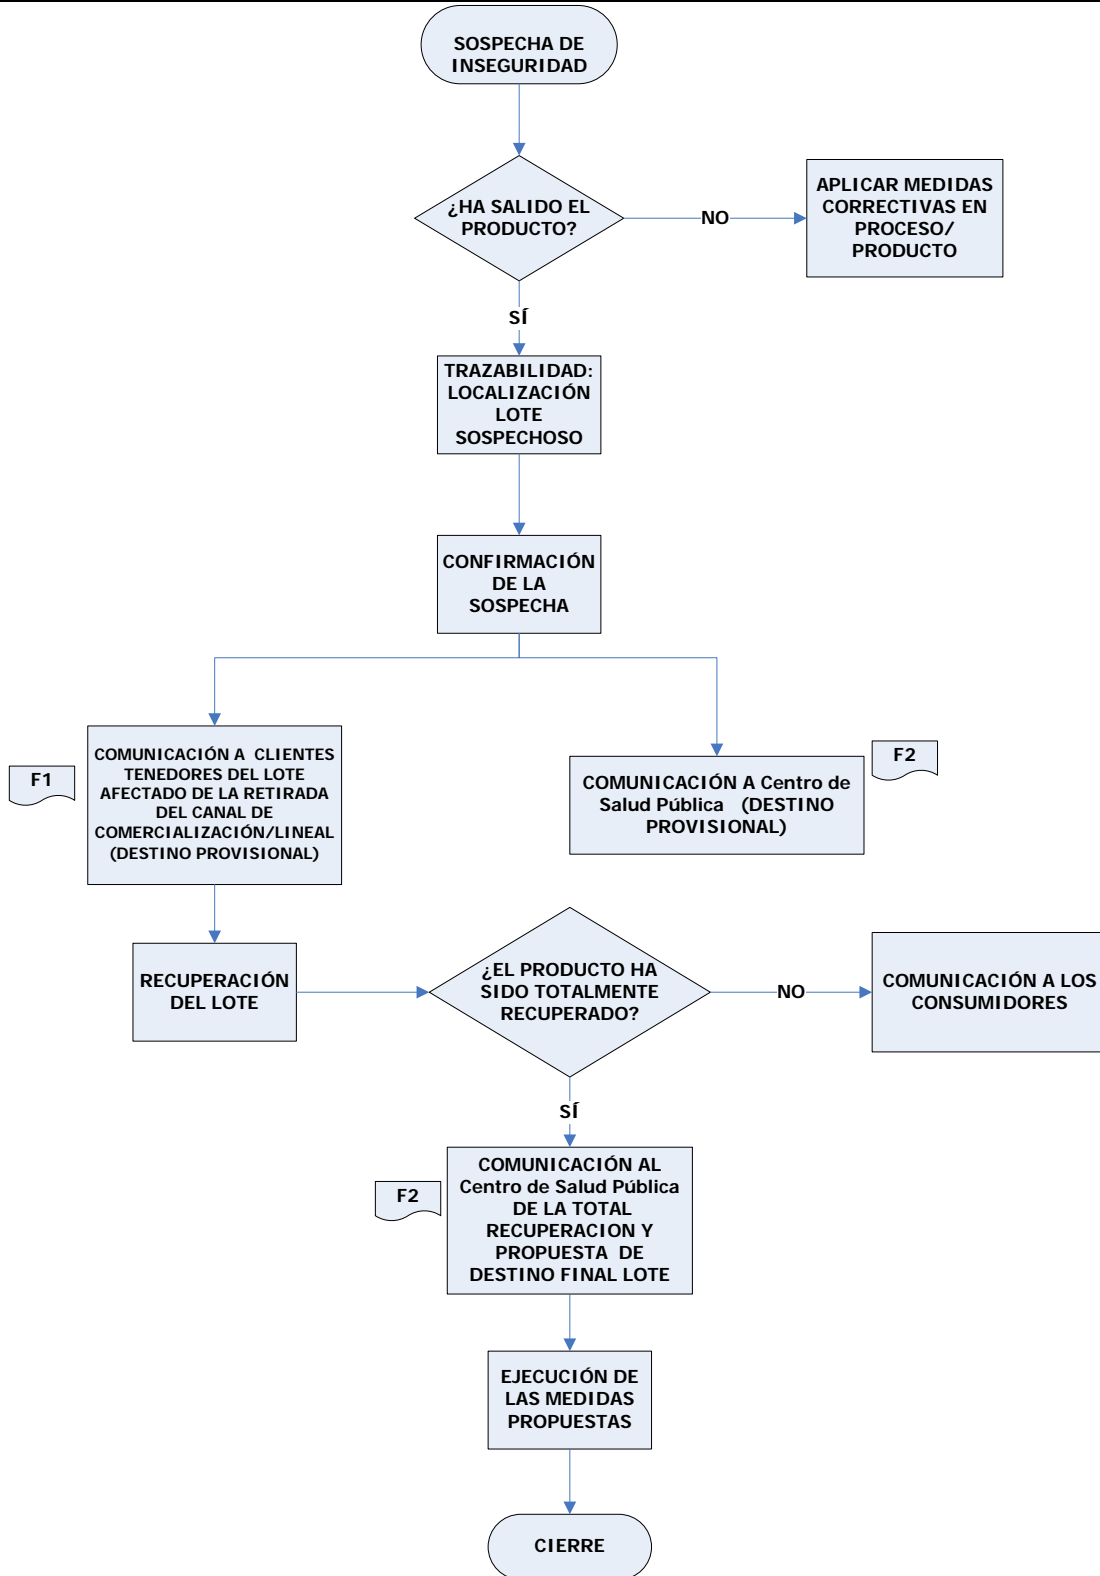 SOSPECHA DE
INSEGURIDAD
¿HA SALIDO EL
PRODUCTO?
NO
APLICAR MEDIDAS
CORRECTIVAS EN
PROCESO/
PRODUCTO
SÍ
TRAZABILIDAD:
LOCALIZACIÓN
LOTE
SOSPECHOSO
CONFIRMACIÓN
DE LA
SOSPECHA
F1
COMUNICACIÓN A CLIENTES
TENEDORES DEL LOTE
AFECTADO DE LA RETIRADA
DEL CANAL DE
COMERCIALIZACIÓN/LINEAL
(DESTINO PROVISIONAL)
F2
COMUNICACIÓN A Centro de
Salud Pública (DESTINO
PROVISIONAL)
RECUPERACIÓN
DEL LOTE
¿EL PRODUCTO HA
SIDO TOTALMENTE
RECUPERADO?
NO
COMUNICACIÓN A LOS
CONSUMIDORES
SÍ
F2
COMUNICACIÓN AL
Centro de Salud Pública
DE LA TOTAL
RECUPERACION Y
PROPUESTA DE
DESTINO FINAL LOTE
EJECUCIÓN DE
LAS MEDIDAS
PROPUESTAS
CIERRE